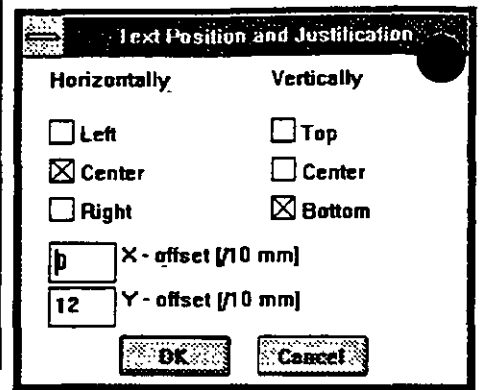 Text Position and Justification
Horizontally Vertically
Left Top
Center Center
Right Bottom
0 X - offset [/10 mm]
12 Y - offset [/10 mm]
OK Cancel